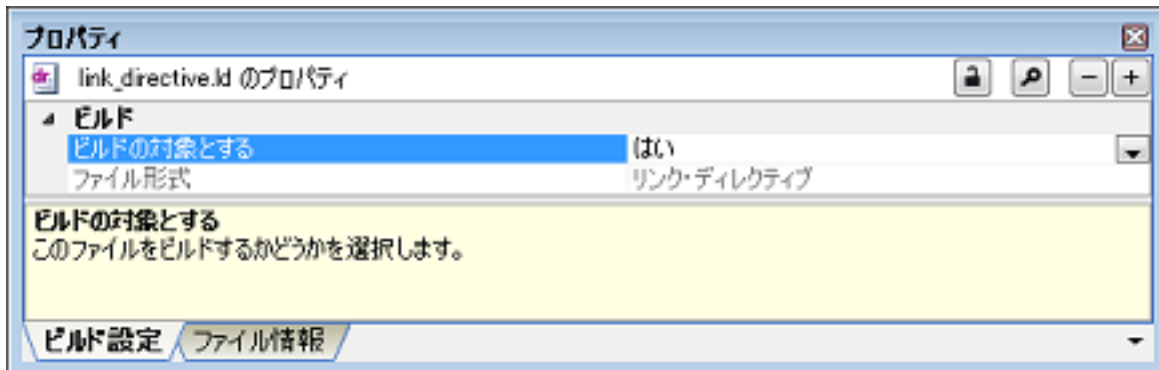 プロパティ
link_directive.ld のプロパティ
ビルド
ビルドの対象とする はい
ファイル形式 リンク・ディレクティブ
ビルドの対象とする
このファイルをビルドするかどうかを選択します。
ビルド設定 ファイル情報